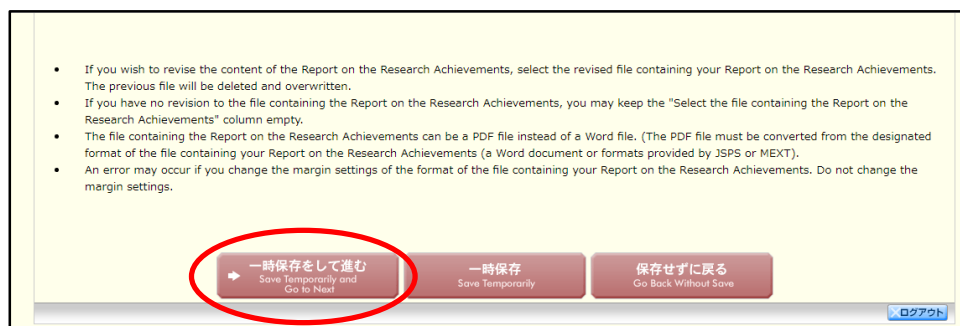 • If you wish to revise the content of the Report on the Research Achievements, select the revised file containing your Report on the Research Achievements.
The previous file will be deleted and overwritten.
• If you have no revision to the file containing the Report on the Research Achievements, you may keep the "Select the file containing the Report on the
Research Achievements" column empty.
• The file containing the Report on the Research Achievements can be a PDF file instead of a Word file. (The PDF file must be converted from the designated
format of the file containing your Report on the Research Achievements (a Word document or formats provided by JSPS or MEXT).
• An error may occur if you change the margin settings of the format of the file containing your Report on the Research Achievements. Do not change the
margin settings.
一時保存をして進む
Save Temporarily and
Go to Next
一時保存
Save Temporarily
保存せずに戻る
Go Back Without Save
ログアウト